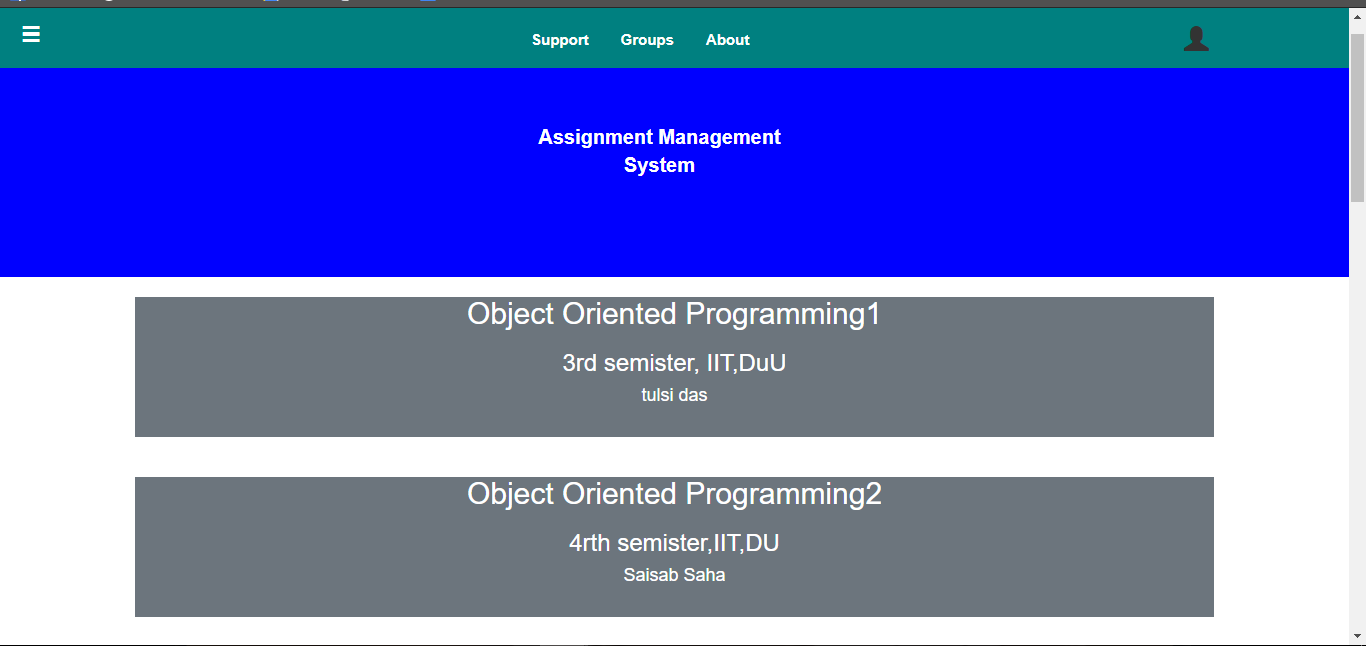 Support Groups About
Assignment Management
System
Object Oriented Programming1
3rd semister, IIT,DuU
tulsi das
Object Oriented Programming2
4rth semister,IIT,DU
Saisab Saha